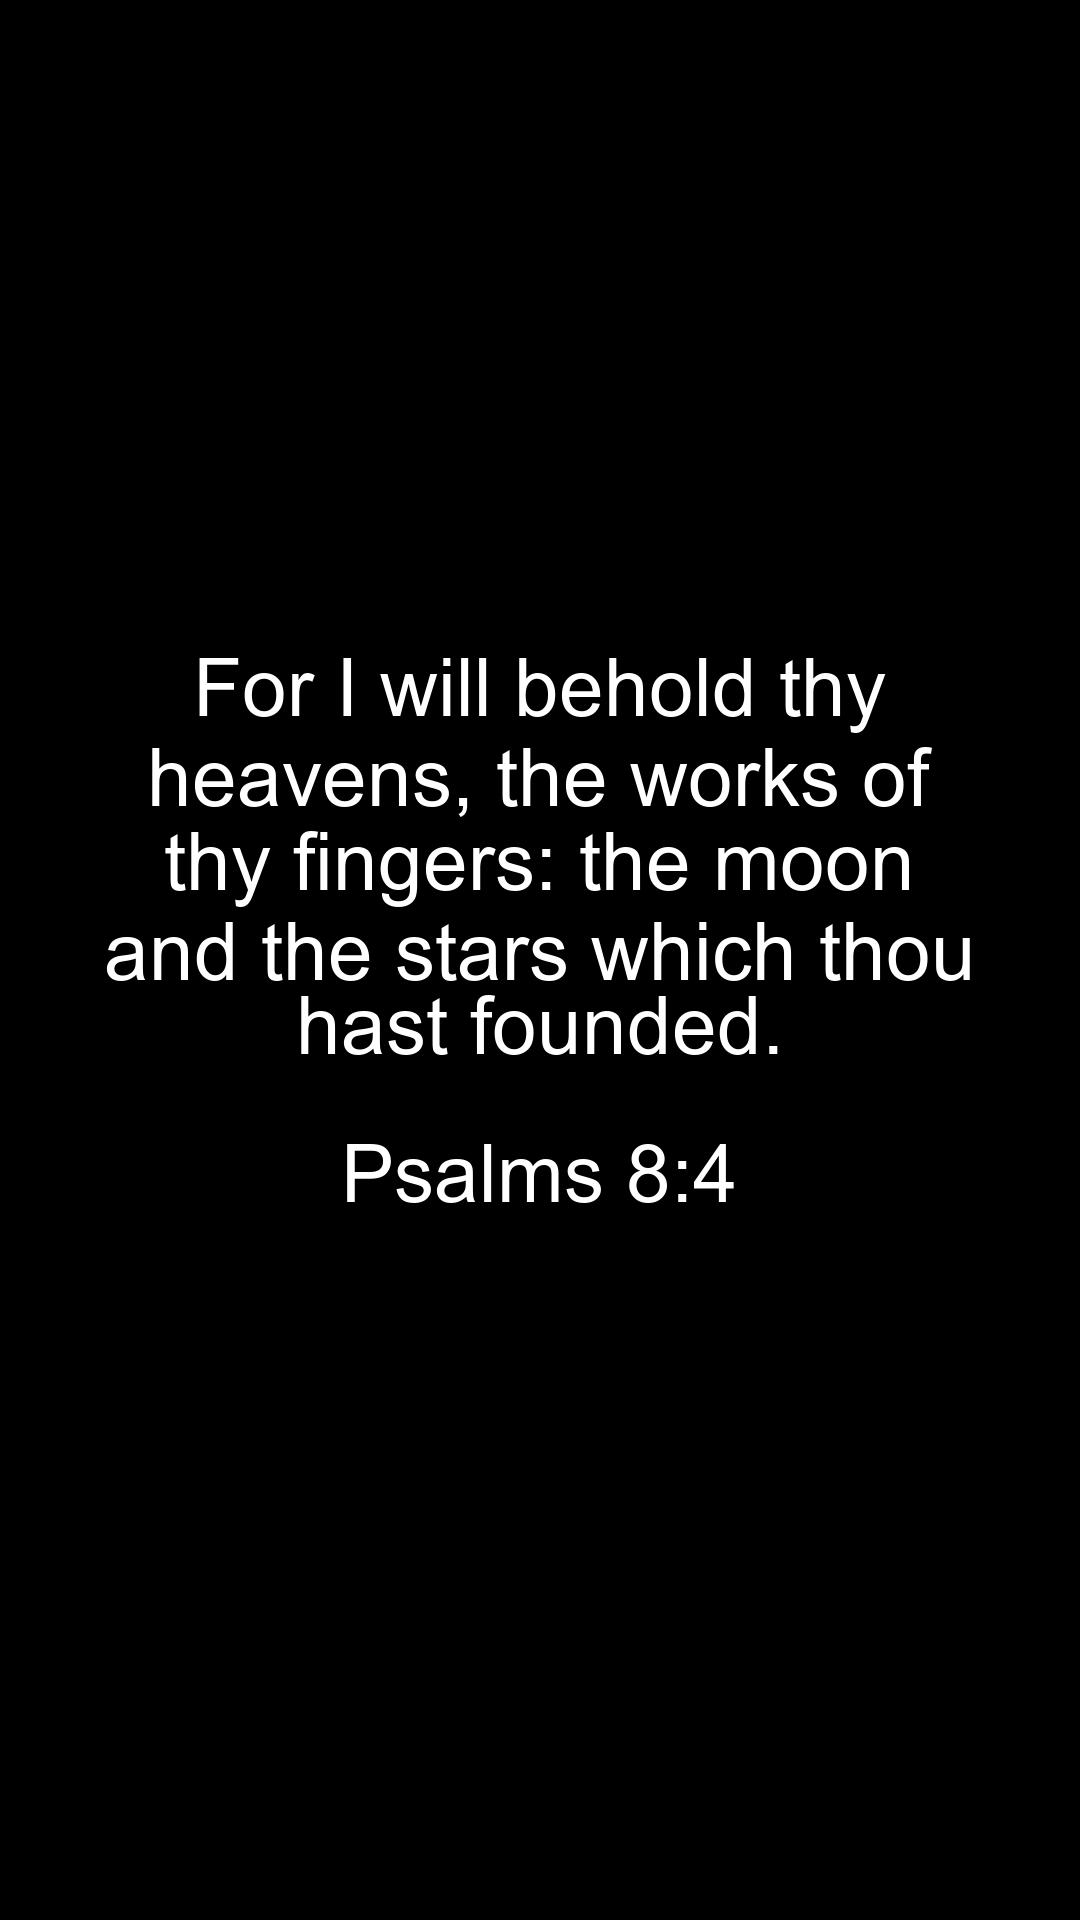 For I will behold thy
heavens, the works of
thy fingers: the moon
and the stars which thou
hast founded.
Psalms 8:4